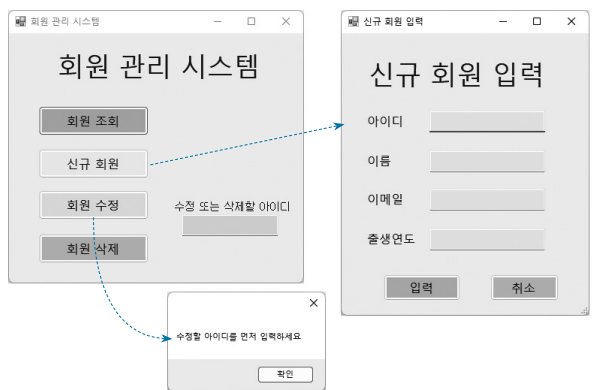 회원 관리 시스템
회원 관리 시스템
회원 조회
신규 회원
회원 수정
수정 또는 삭제할 아이디
회원 삭제
신규 회원 입력
신규 회원 입력
아이디
이름
이메일
출생연도
입력
취소
수정할 아이디를 먼저 입력하세요
확인